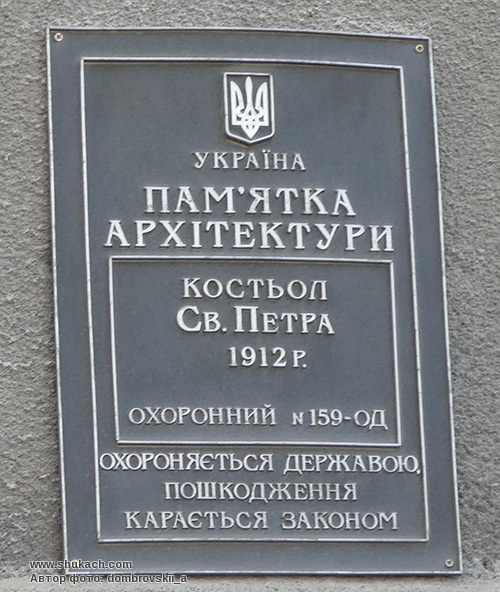 УКРАЇНА
ПАМ'ЯТКА
АРХІТЕКТУРИ
КОСТЬОЛ
СВ. ПЕТРА
1912 Р.
ОХОРОННИЙ № 159-ОД
ОХОРОНЯЄТЬСЯ ДЕРЖАВОЮ,
ПОШКОДЖЕННЯ
КАРАЄТЬСЯ ЗАКОНОМ
www.shukach.com
Автор фото: dombrovskii_a